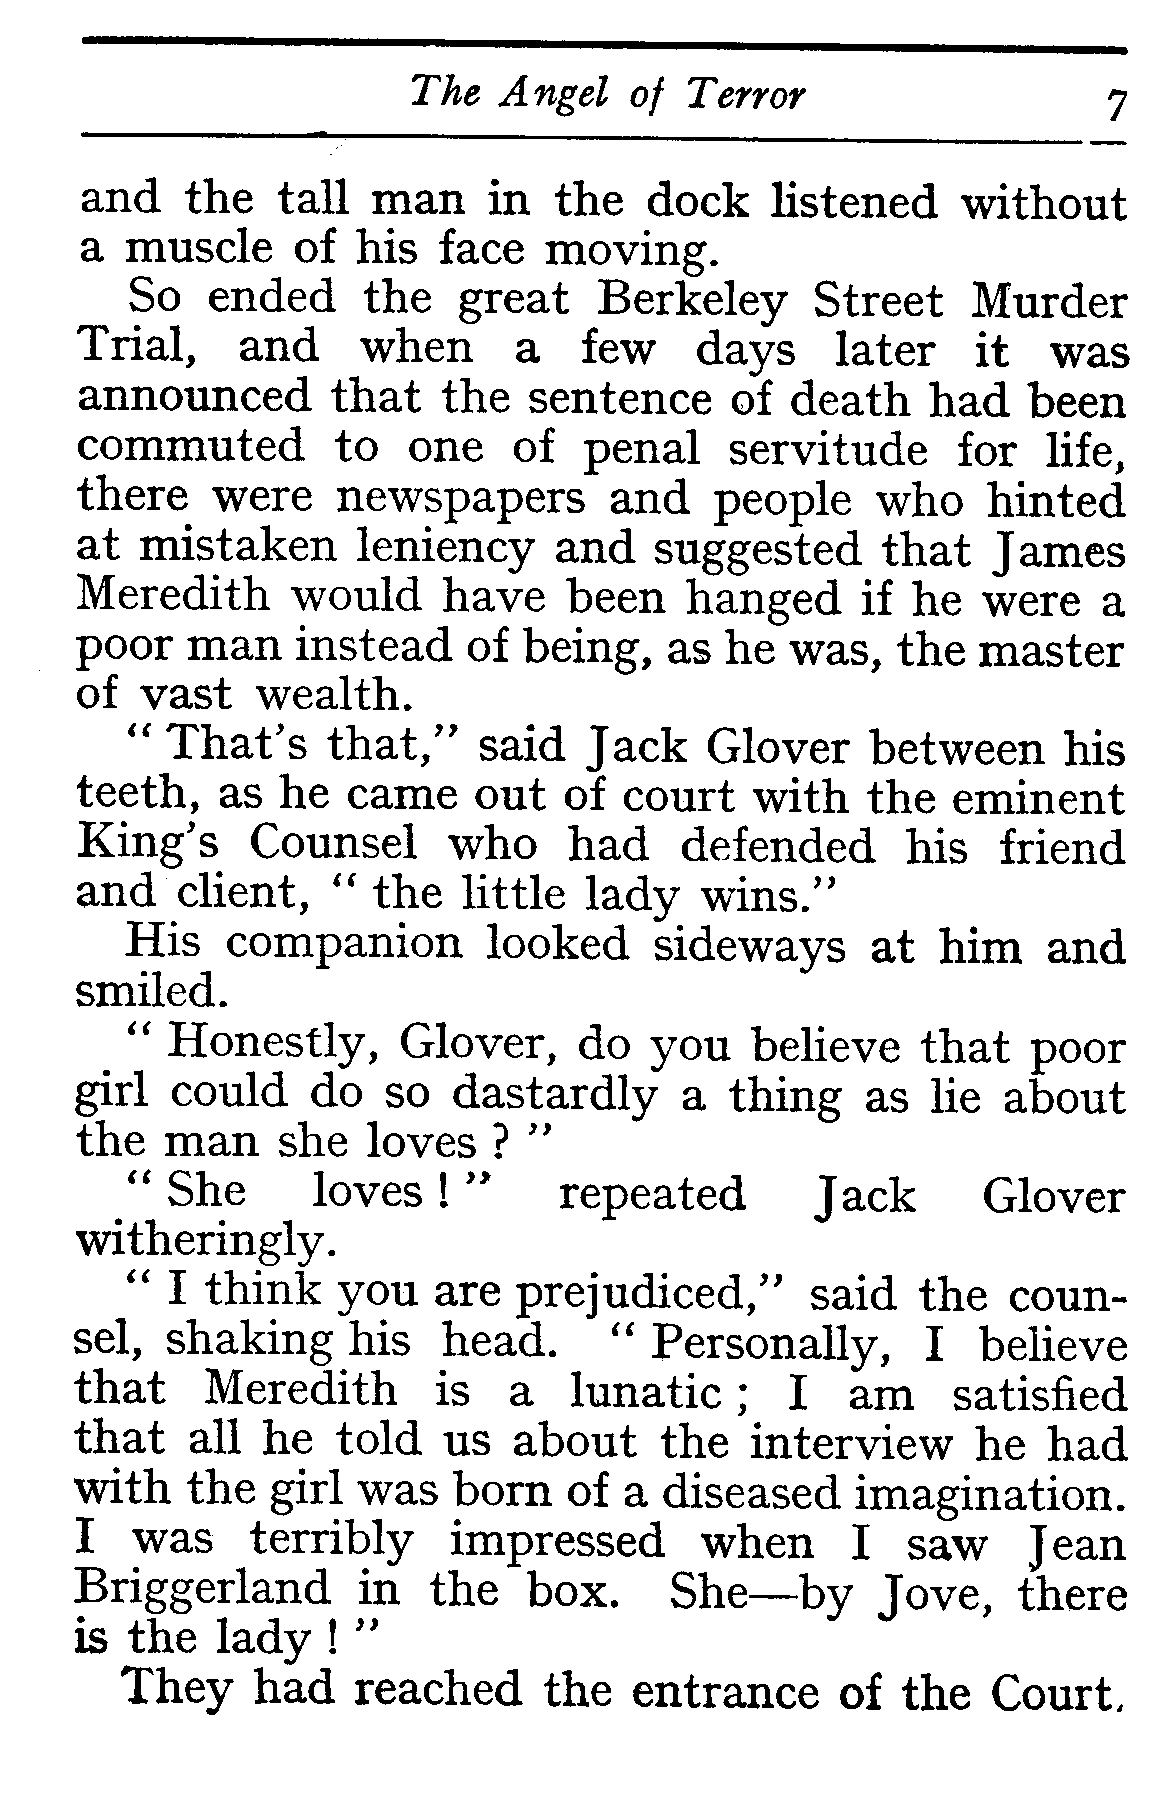 The Angel of Terror 7
and the tall man in the dock listened without
a muscle of his face moving.
So ended the great Berkeley Street Murder
Trial, and when a few days later it was
announced that the sentence of death had been
commuted to one of penal servitude for life,
there were newspapers and people who hinted
at mistaken leniency and suggested that James
Meredith would have been hanged if he were a
poor man instead of being, as he was, the master
of vast wealth.
“ That’s that,” said Jack Glover between his
teeth, as he came out of court with the eminent
King’s Counsel who had defended his friend
and client, “ the little lady wins.”
His companion looked sideways at him and
smiled.
“ Honestly, Glover, do you believe that poor
girl could do so dastardly a thing as lie about
the man she loves ? ”
“ She loves ! ” repeated Jack Glover
witheringly.
“ I think you are prejudiced,” said the coun-
sel, shaking his head. “ Personally, I believe
that Meredith is a lunatic ; I am satisfied
that all he told us about the interview he had
with the girl was born of a diseased imagination.
I was terribly impressed when I saw Jean
Briggerland in the box. She—by Jove, there
is the lady ! ”
They had reached the entrance of the Court.